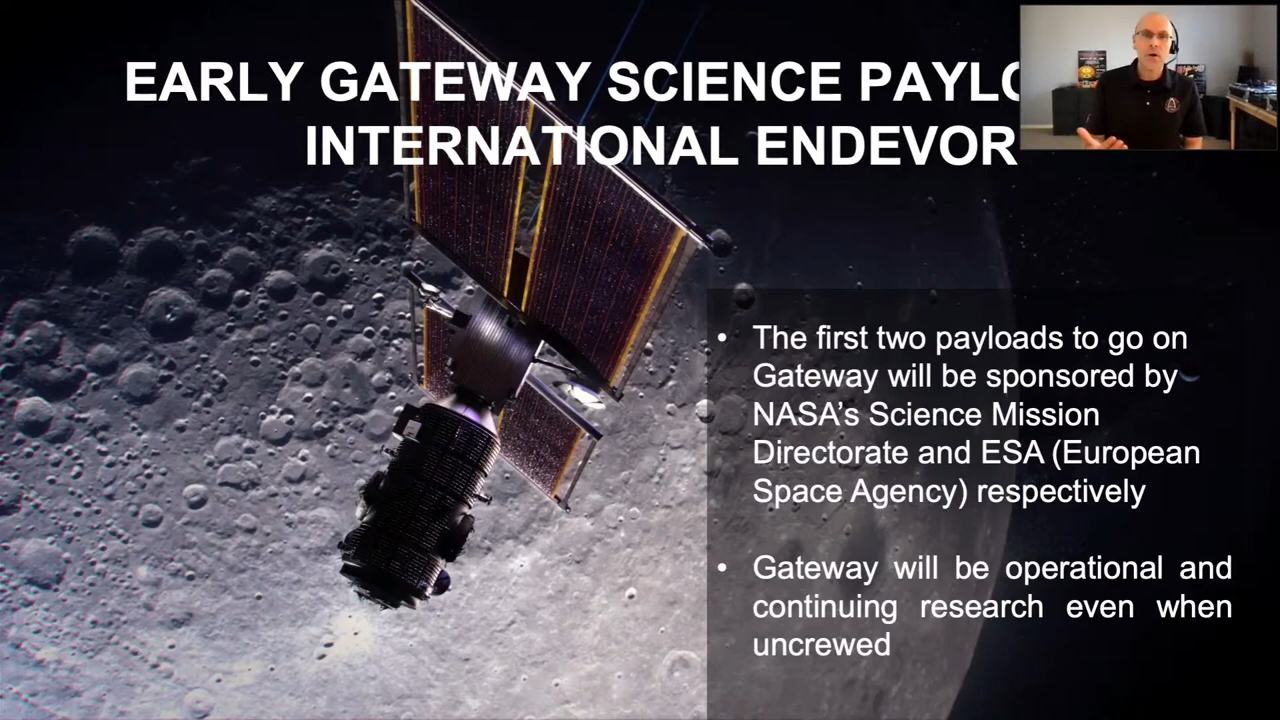 EARLY GATEWAY SCIENCE
INTERNATIONAL ENDEVOR
• The first two payloads to go on
Gateway will be sponsored by
NASA's Science Mission
Directorate and ESA (European
Space Agency) respectively
• Gateway will be operational and
continuing research even when
uncrewed